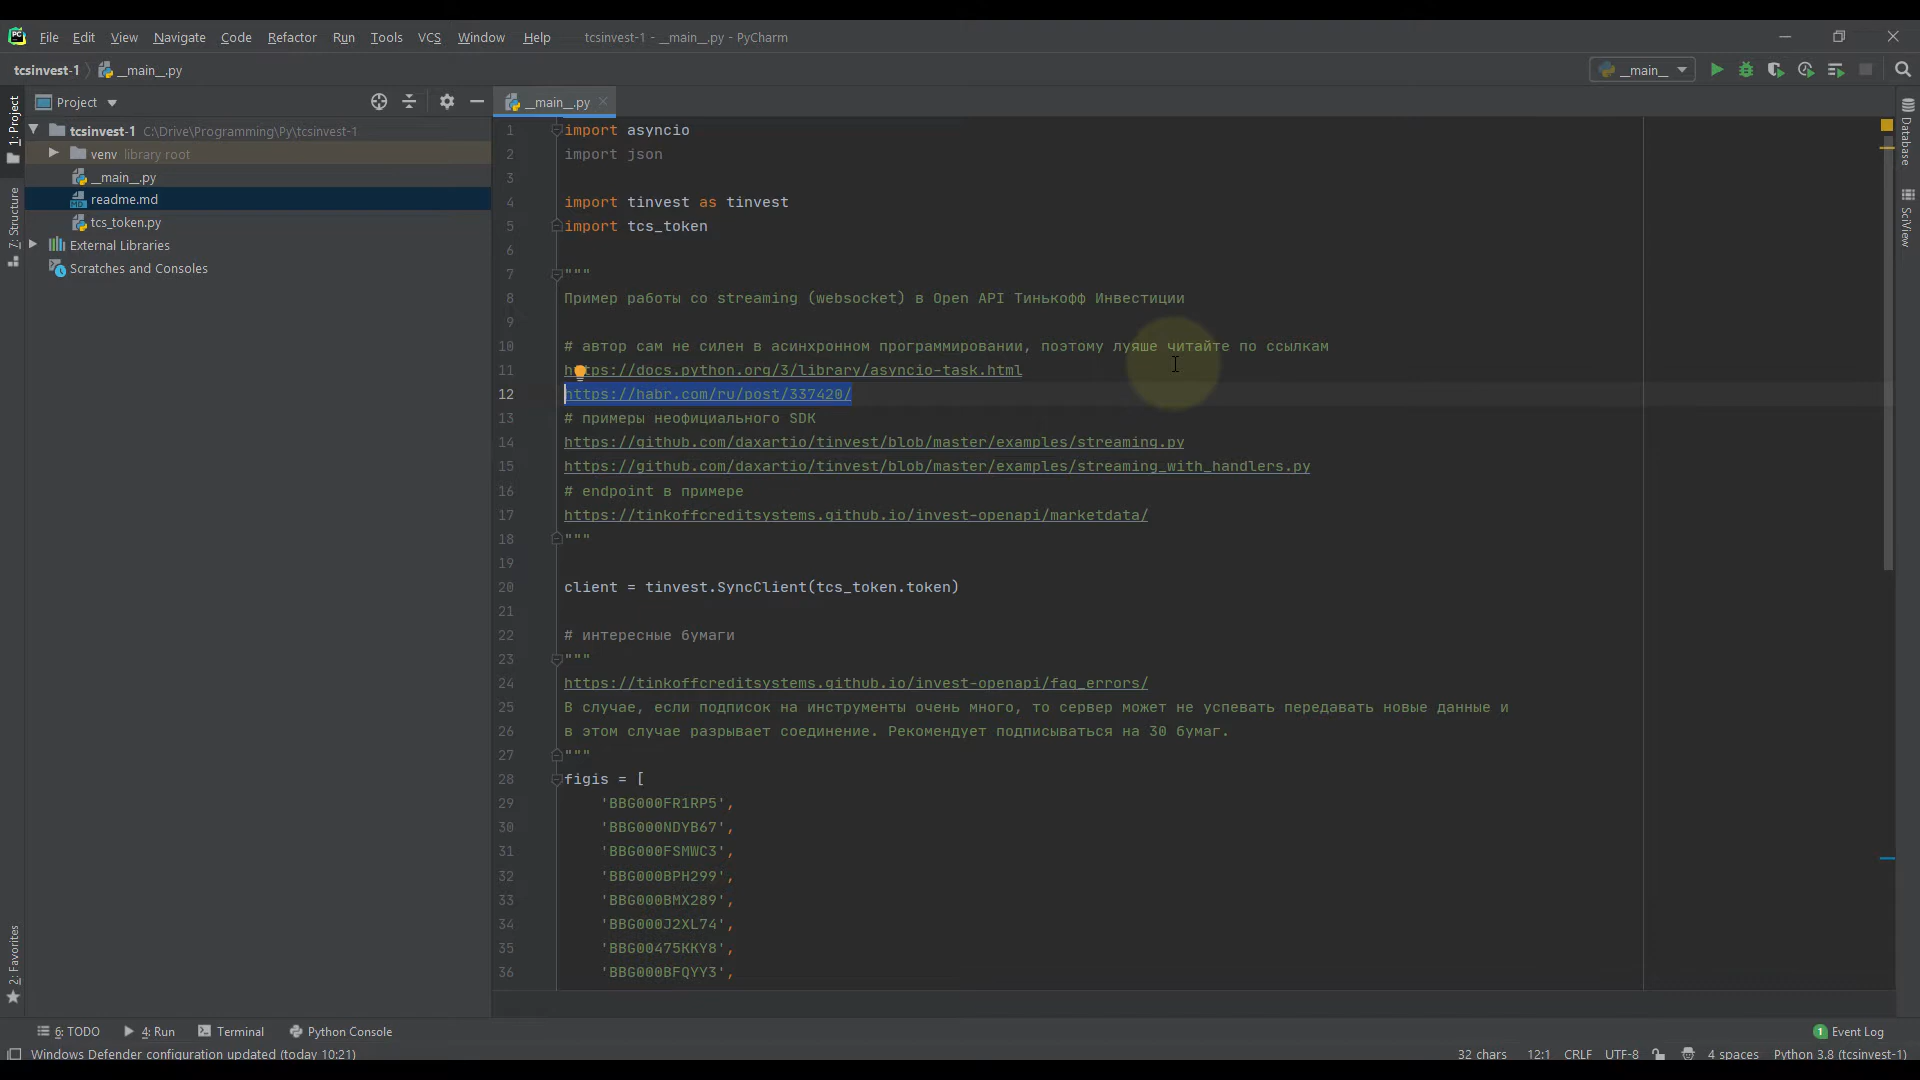 File Edit View Navigate Code Refactor Run Tools VCS Window Help tcsinvest-1 - __main__.py - PyCharm
tcsinvest-1 __main__.py __main__
Project __main__.py
tcsinvest-1 C:\Drive\Programming\Py\tcsinvest-1
venv library root
__main__.py
readme.md
tcs_token.py
External Libraries
Scratches and Consoles
1: Project
7: Structure
2: Favorites
1 import asyncio
2 import json
3
4 import tinvest as tinvest
5 import tcs_token
6
7 """
8 Пример работы со streaming (websocket) в Open API Тинькофф Инвестиции
9
10 # автор сам не силен в асинхронном программировании, поэтому луяше читайте по ссылкам
11 https://docs.python.org/3/library/asyncio-task.html
12 https://habr.com/ru/post/337420/
13 # примеры неофициального SDK
14 https://github.com/daxartio/tinvest/blob/master/examples/streaming.py
15 https://github.com/daxartio/tinvest/blob/master/examples/streaming_with_handlers.py
16 # endpoint в примере
17 https://tinkoffcreditsystems.github.io/invest-openapi/marketdata/
18 """
19
20 client = tinvest.SyncClient(tcs_token.token)
21
22 # интересные бумаги
23 """
24 https://tinkoffcreditsystems.github.io/invest-openapi/faq_errors/
25 В случае, если подписок на инструменты очень много, то сервер может не успевать передавать новые данные и
26 в этом случае разрывает соединение. Рекомендует подписываться на 30 бумаг.
27 """
28 figis = [
29 'BBG000FR1RP5',
30 'BBG000NDYB67',
31 'BBG000FSMWC3',
32 'BBG000BPH299',
33 'BBG000BMX289',
34 'BBG000J2XL74',
35 'BBG00475KKY8',
36 'BBG000BFQYY3',
Database
SciView
6: TODO 4: Run Terminal Python Console 1 Event Log
Windows Defender configuration updated (today 10:21) 32 chars 12:1 CRLF UTF-8 4 spaces Python 3.8 (tcsinvest-1)